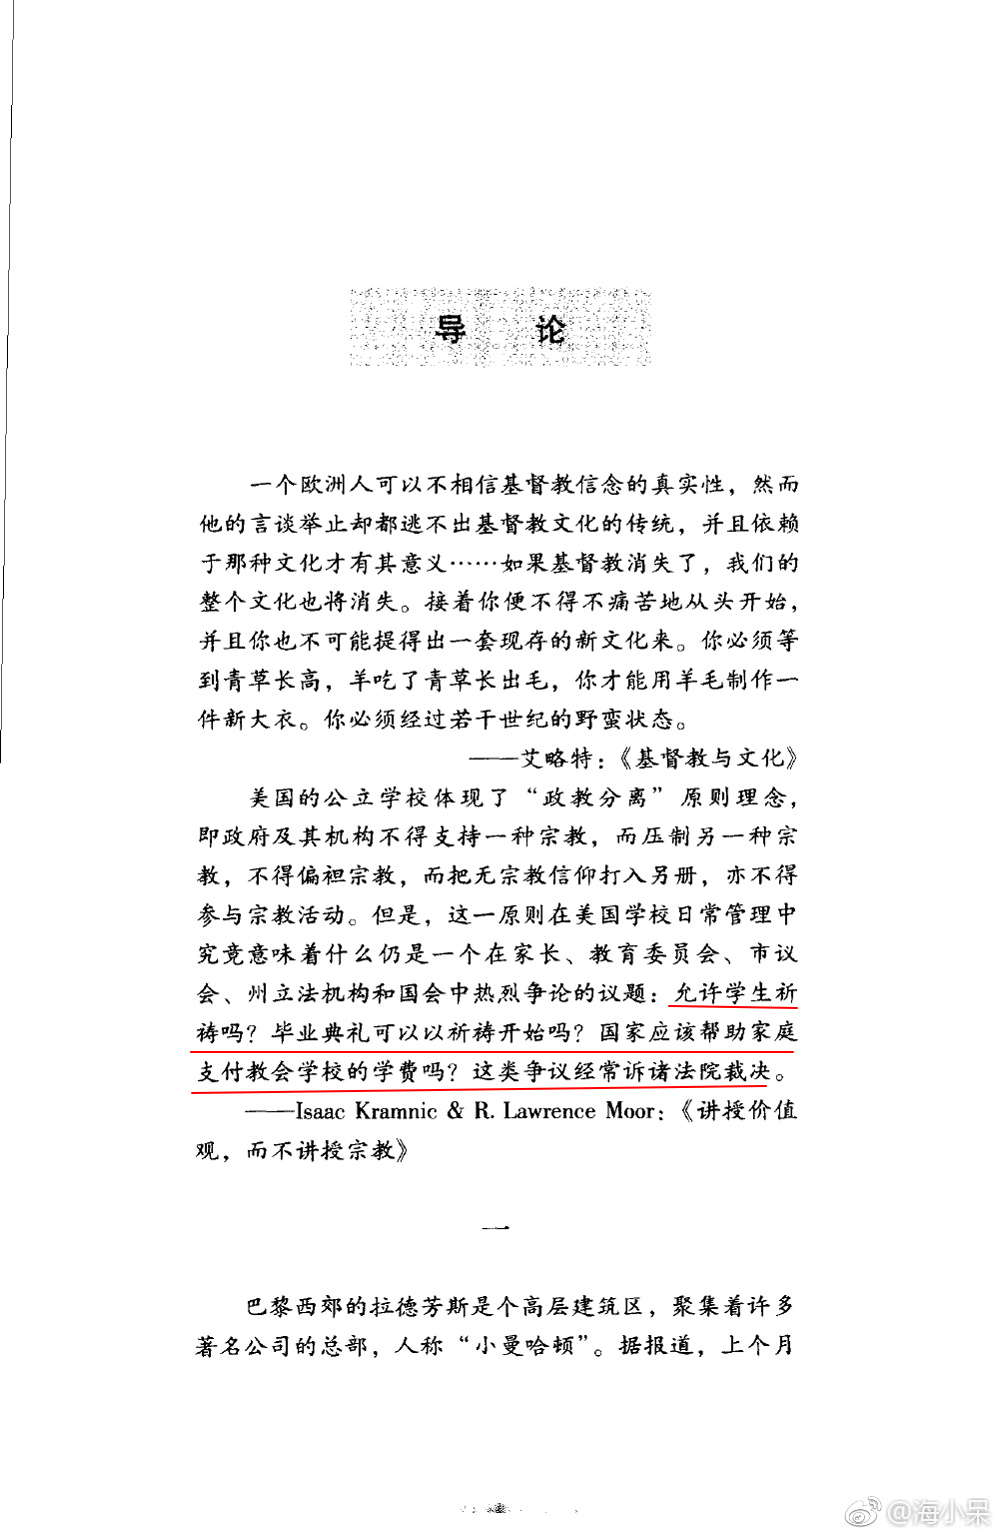 导 论
一个欧洲人可以不相信基督教信念的真实性，然而
他的言谈举止却都逃不出基督教文化的传统，并且依赖
于那种文化才有其意义……如果基督教消失了，我们的
整个文化也将消失。接着你便不得不痛苦地从头开始，
并且你也不可能提得出一套现存的新文化来。你必须等
到青草长高，羊吃了青草长出毛，你才能用羊毛制作一
件新大衣。你必须经过若干世纪的野蛮状态。
——艾略特：《基督教与文化》
美国的公立学校体现了“政教分离”原则理念，
即政府及其机构不得支持一种宗教，而压制另一种宗
教，不得偏袒宗教，而把无宗教信仰打入另册，亦不得
参与宗教活动。但是，这一原则在美国学校日常管理中
究竟意味着什么仍是一个在家长、教育委员会、市议
会、州立法机构和国会中热烈争论的议题：允许学生祈
祷吗？毕业典礼可以以祈祷开始吗？国家应该帮助家庭
支付教会学校的学费吗？这类争议经常诉诸法院裁决。
——Isaac Kramnic & R. Lawrence Moor：《讲授价值
观，而不讲授宗教》
一
巴黎西郊的拉德芳斯是个高层建筑区，聚集着许多
著名公司的总部，人称“小曼哈顿”。据报道，上个月
@海小呆